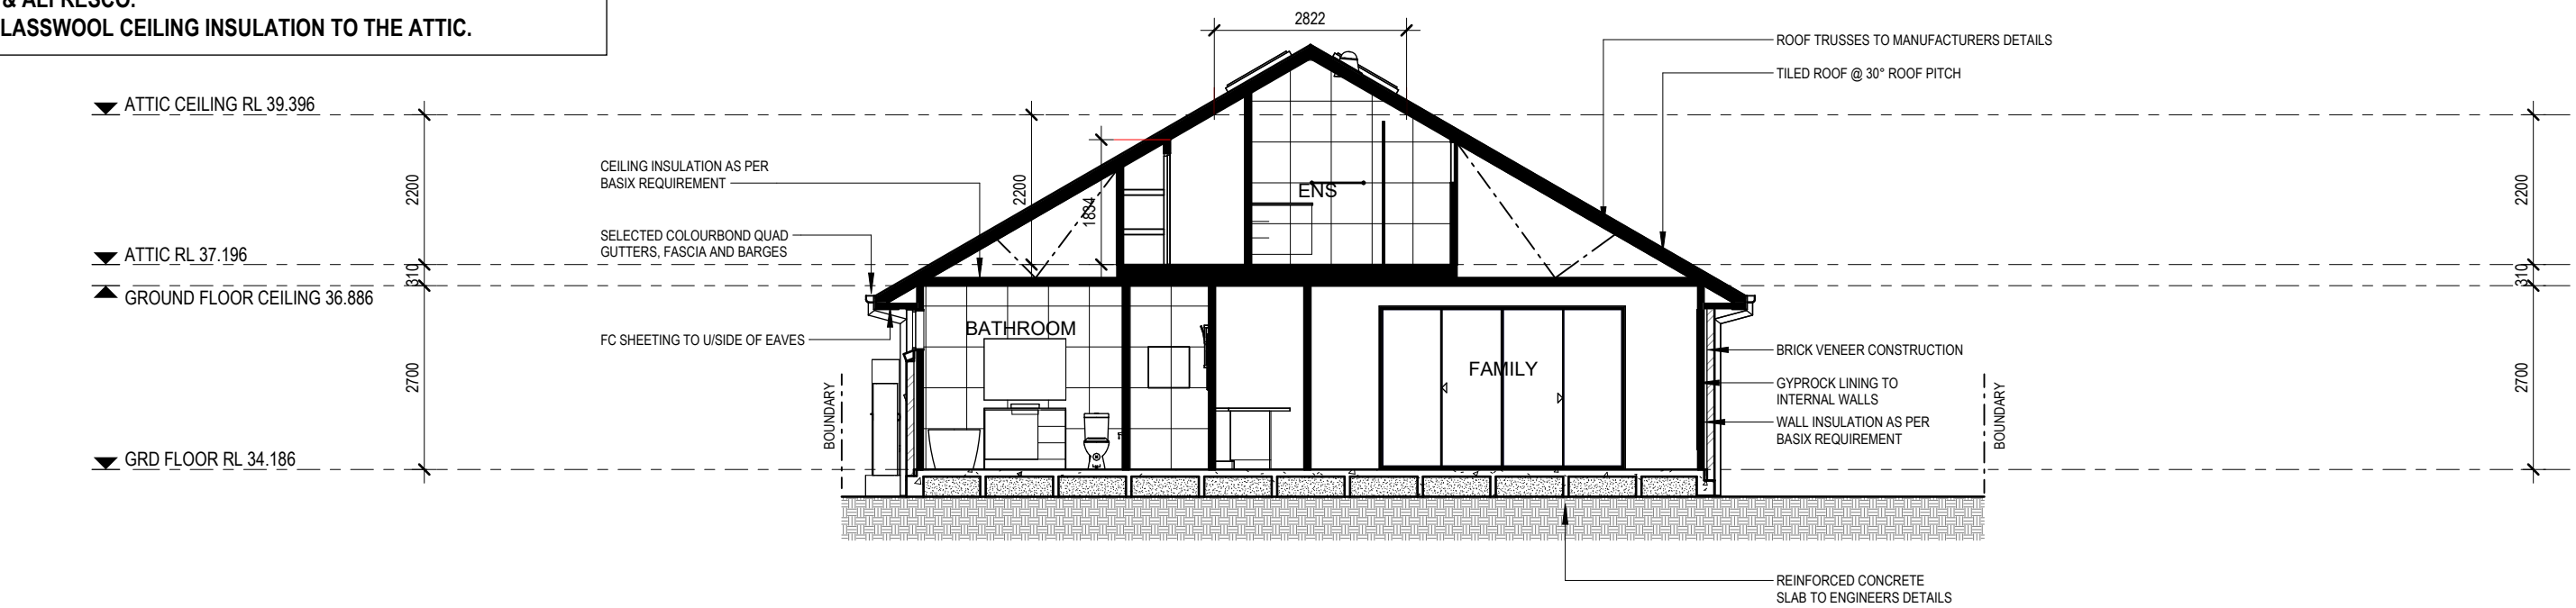 & ALFRESCO.
LASSWOOL CEILING INSULATION TO THE ATTIC.
2822
ROOF TRUSSES TO MANUFACTURERS DETAILS
TILED ROOF @ 30° ROOF PITCH
ATTIC CEILING RL 39.396
CEILING INSULATION AS PER
BASIX REQUIREMENT
2200
2200
1834
2200
ENS
SELECTED COLOURBOND QUAD
GUTTERS, FASCIA AND BARGES
ATTIC RL 37.196
310
310
GROUND FLOOR CEILING 36.886
BATHROOM
FC SHEETING TO U/SIDE OF EAVES
FAMILY
BRICK VENEER CONSTRUCTION
2700
2700
GYPROCK LINING TO
INTERNAL WALLS
BOUNDARY
BOUNDARY
WALL INSULATION AS PER
BASIX REQUIREMENT
GRD FLOOR RL 34.186
REINFORCED CONCRETE
SLAB TO ENGINEERS DETAILS